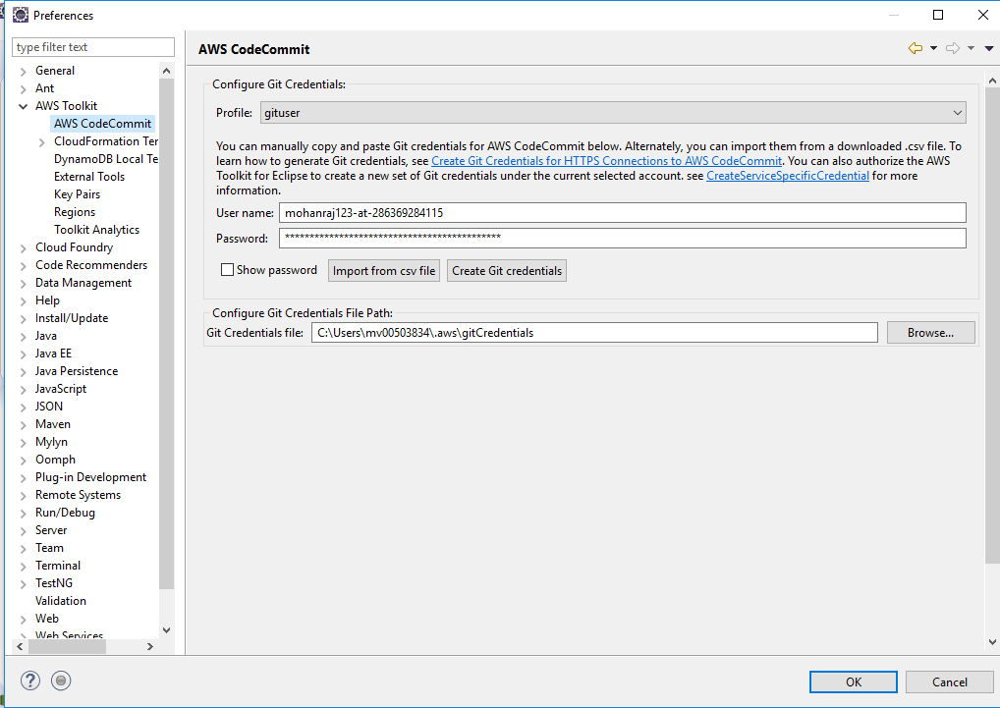 Preferences
type filter text
General
Ant
AWS Toolkit
AWS CodeCommit
CloudFormation Ter
DynamoDB Local Te
External Tools
Key Pairs
Regions
Toolkit Analytics
Cloud Foundry
Code Recommenders
Data Management
Help
Install/Update
Java
Java EE
Java Persistence
JavaScript
JSON
Maven
Mylyn
Oomph
Plug-in Development
Remote Systems
Run/Debug
Server
Team
Terminal
TestNG
Validation
Web
Web Services
AWS CodeCommit
Configure Git Credentials:
Profile: gituser
You can manually copy and paste Git credentials for AWS CodeCommit below. Alternately, you can import them from a downloaded .csv file. To
learn how to generate Git credentials, see Create Git Credentials for HTTPS Connections to AWS CodeCommit. You can also authorize the AWS
Toolkit for Eclipse to create a new set of Git credentials under the current selected account. see CreateServiceSpecificCredential for more
information.
User name: mohanraj123-at-286369284115
Password: ********************************************
Show password Import from csv file Create Git credentials
Configure Git Credentials File Path:
Git Credentials file: C:\Users\mv00503834\.aws\gitCredentials Browse...
OK Cancel